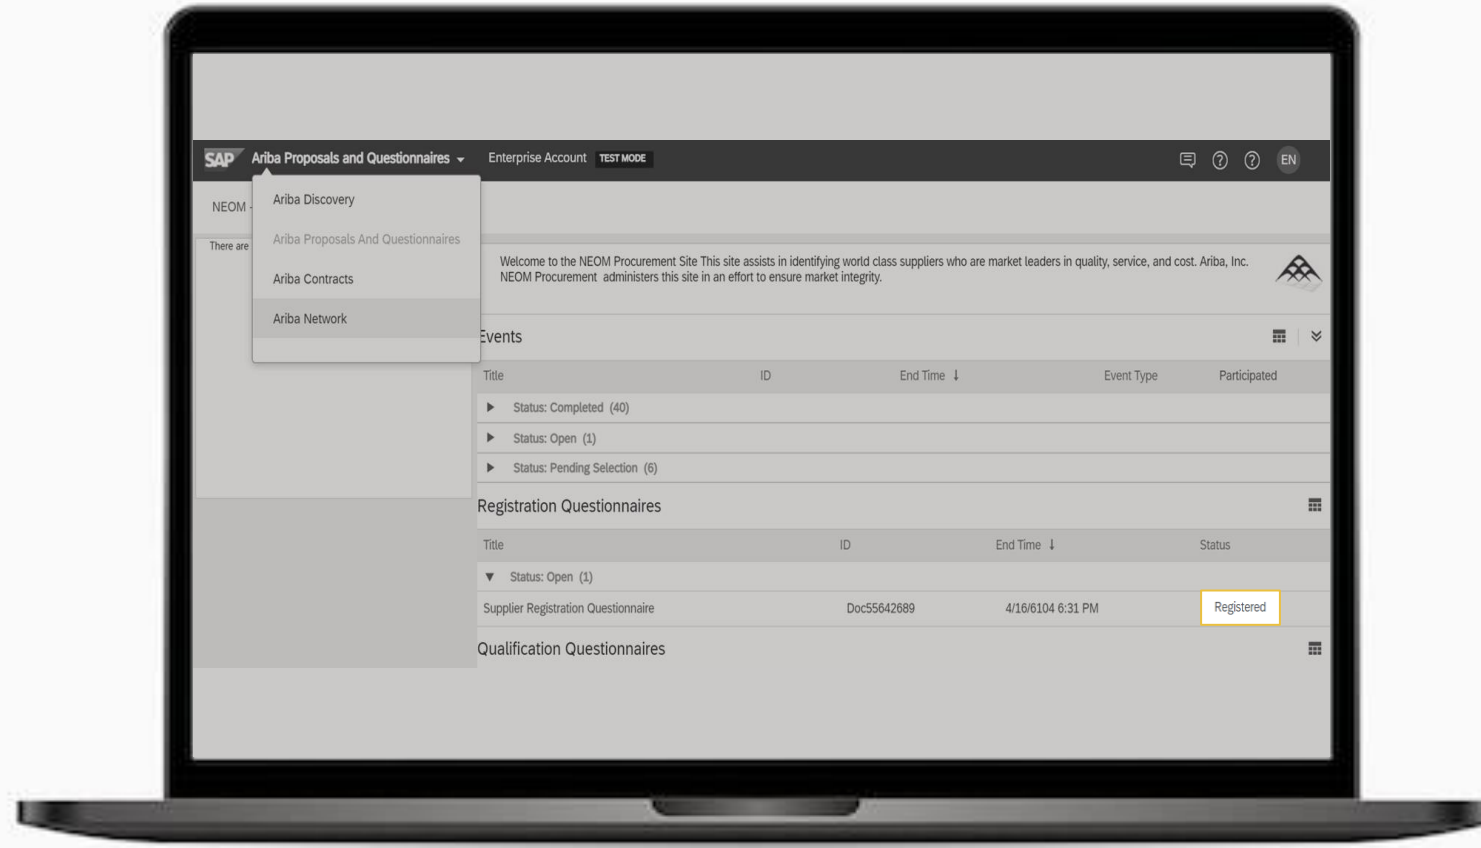 SAP Ariba Proposals and Questionnaires Enterprise Account TEST MODE EN
NEOM -
Ariba Discovery
Ariba Proposals And Questionnaires
Ariba Contracts
Ariba Network
There are
Welcome to the NEOM Procurement Site This site assists in identifying world class suppliers who are market leaders in quality, service, and cost. Ariba, Inc.
NEOM Procurement administers this site in an effort to ensure market integrity.
Events
Title ID End Time ↓ Event Type Participated
Status: Completed (40)
Status: Open (1)
Status: Pending Selection (6)
Registration Questionnaires
Title ID End Time ↓ Status
Status: Open (1)
Supplier Registration Questionnaire Doc55642689 4/16/6104 6:31 PM Registered
Qualification Questionnaires